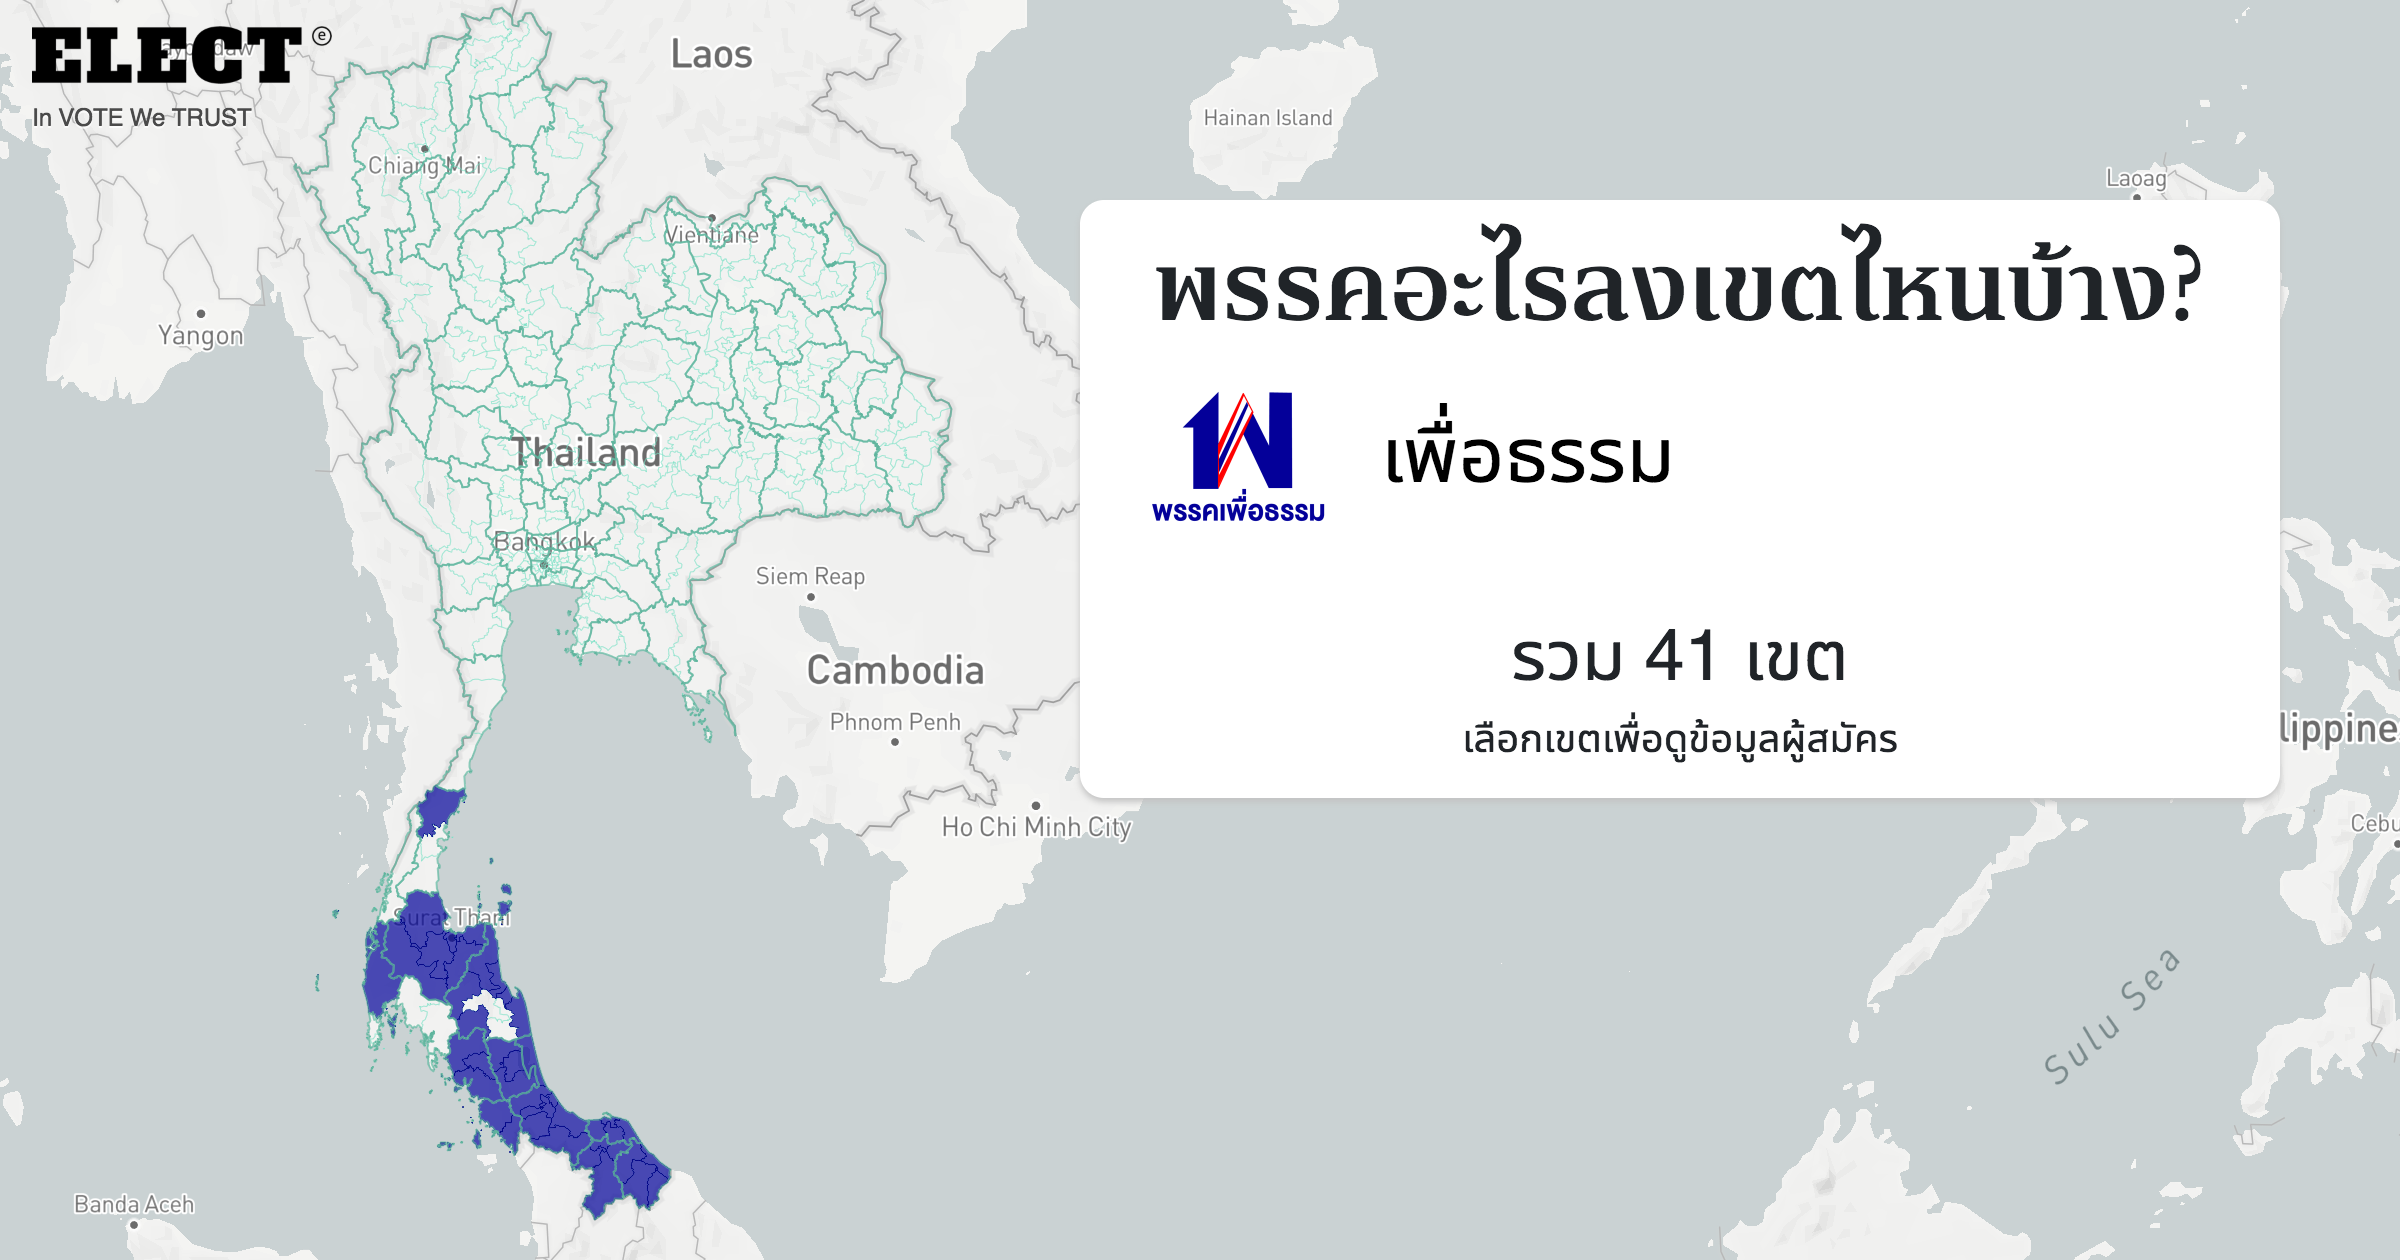 ELECT ⓔ
In VOTE We TRUST
Laos
Hainan Island
Chiang Mai
Laoag
Vientiane
Yangon
พรรคอะไรลงเขตไหนบ้าง?
Thailand
พรรคเพื่อธรรม
เพื่อธรรม
Bangkok
Siem Reap
Cambodia
รวม 41 เขต
Phnom Penh
เลือกเขตเพื่อดูข้อมูลผู้สมัคร
lippine
Ho Chi Minh City
Cebu
Surat Thani
Sulu Sea
Banda Aceh